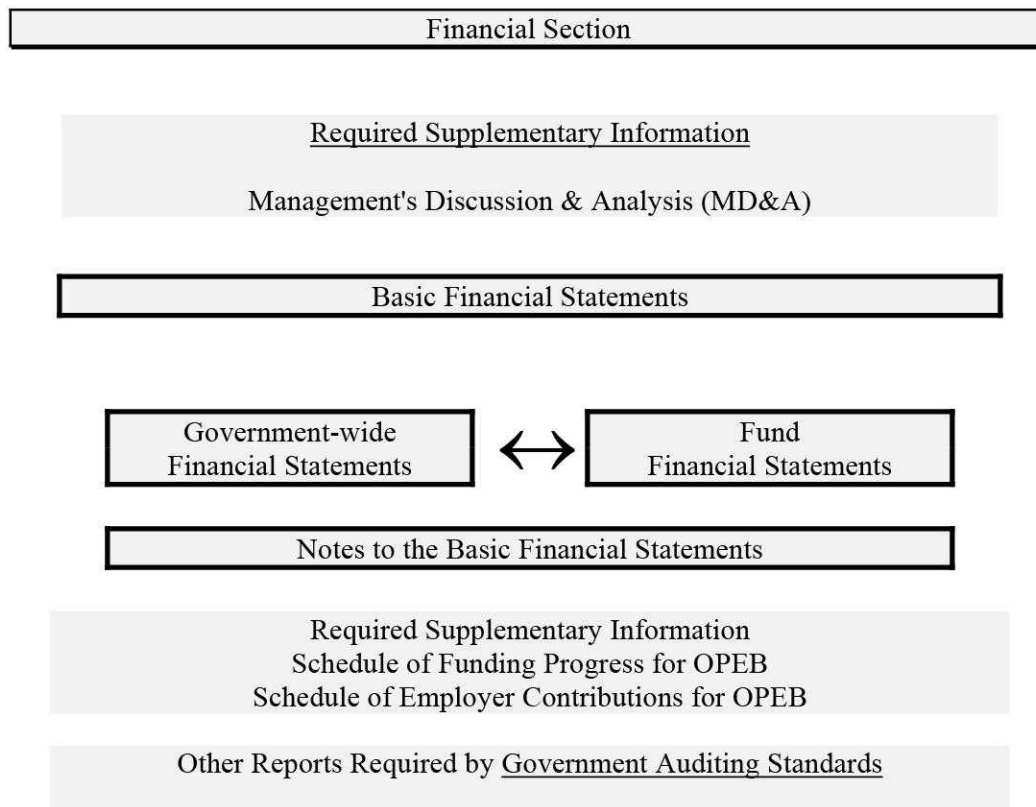 Financial Section
Required Supplementary Information
Management's Discussion & Analysis (MD&A)
Basic Financial Statements
Government-wide
Financial Statements
Fund
Financial Statements
Notes to the Basic Financial Statements
Required Supplementary Information
Schedule of Funding Progress for OPEB
Schedule of Employer Contributions for OPEB
Other Reports Required by Government Auditing Standards